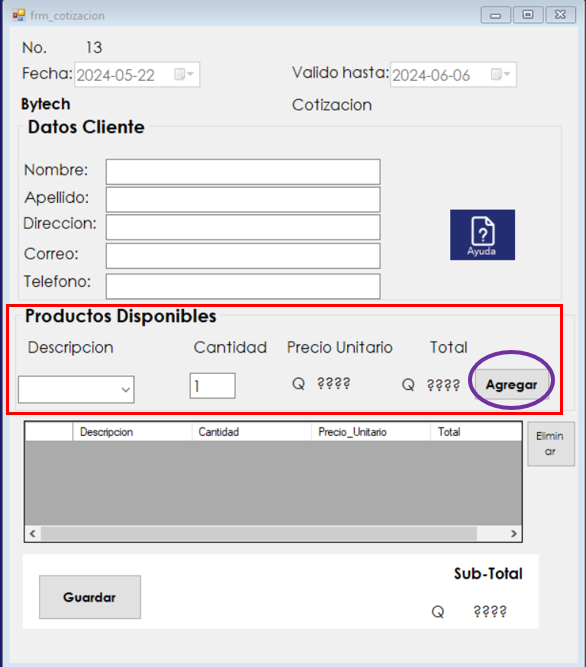 frm_cotizacion
No. 13
Fecha: 2024-05-22 Valido hasta: 2024-06-06
Bytech Cotizacion
Datos Cliente
Nombre:
Apellido:
Direccion:
Correo:
Telefono:
Ayuda
Productos Disponibles
Descripcion Cantidad Precio Unitario Total
1 Q ???? Q ???? Agregar
Descripcion Cantidad Precio_Unitario Total
Elimin
ar
Guardar
Sub-Total
Q ????